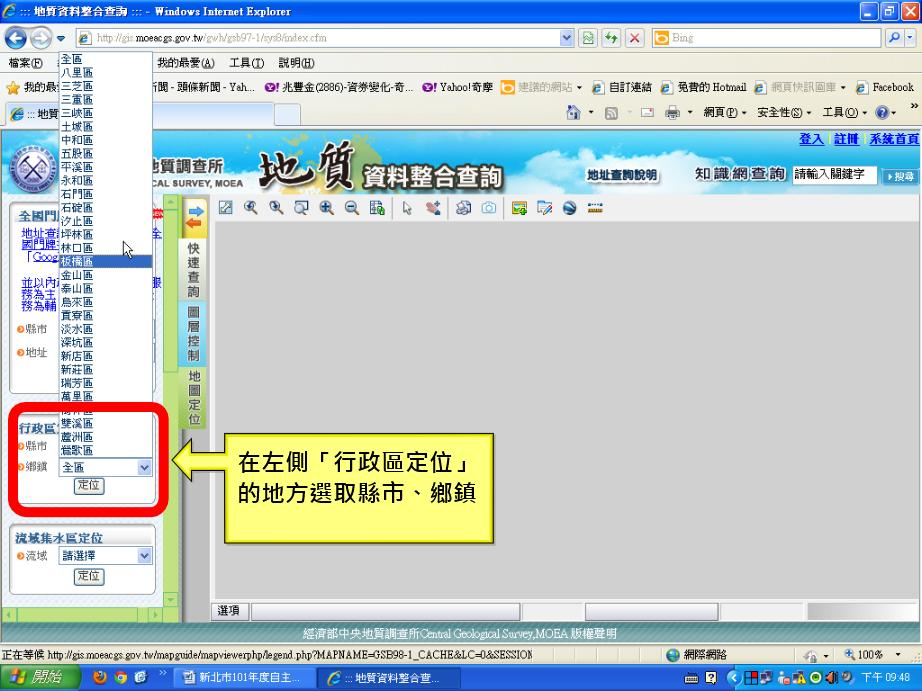 ::: 地質資料整合查詢 ::: - Windows Internet Explorer
http://gis.moeacgs.gov.tw/gwh/gsb97-1/sys8/index.cfm
Bing
檔案(F)
我的最愛(A) 工具(T) 說明(H)
我的最
聞 - 頭條新聞 - Yah...
兆豐金(2886)-資券變化-奇...
Yahoo!奇摩
建議的網站
自訂連結
免費的 Hotmail
網頁快訊圖庫
Facebook
::: 地質
網頁(P) 安全性(S) 工具(O)
登入 註冊 系統首頁
質調查所
CAL SURVEY, MOEA
地質 資料整合查詢
地址查詢說明
知識網查詢
請輸入關鍵字
搜尋
全區
八里區
三芝區
三重區
三峽區
土城區
中和區
五股區
平溪區
永和區
石門區
石碇區
汐止區
坪林區
林口區
板橋區
金山區
泰山區
烏來區
貢寮區
淡水區
深坑區
新店區
新莊區
瑞芳區
萬里區
樹林區
雙溪區
蘆洲區
鶯歌區
全國門
NEW
地址查
全
國門牌
「Goog
並以內
服
務為主
務為輔
縣市
地址
快速查詢
圖層控制
地圖定位
行政區
縣市
鄉鎮
全區
定位
在左側「行政區定位」
的地方選取縣市、鄉鎮
流域集水區定位
流域
請選擇
定位
選項
經濟部中央地質調查所Central Geological Survey,MOEA 版權聲明
正在等候 http://gis.moeacgs.gov.tw/mapguide/mapviewerphp/legend.php?MAPNAME=GSB98-1_CACHE&LC=0&SESSION
網際網路
100%
開始
新北市101年度自主...
::: 地質資料整合查...
下午 09:48